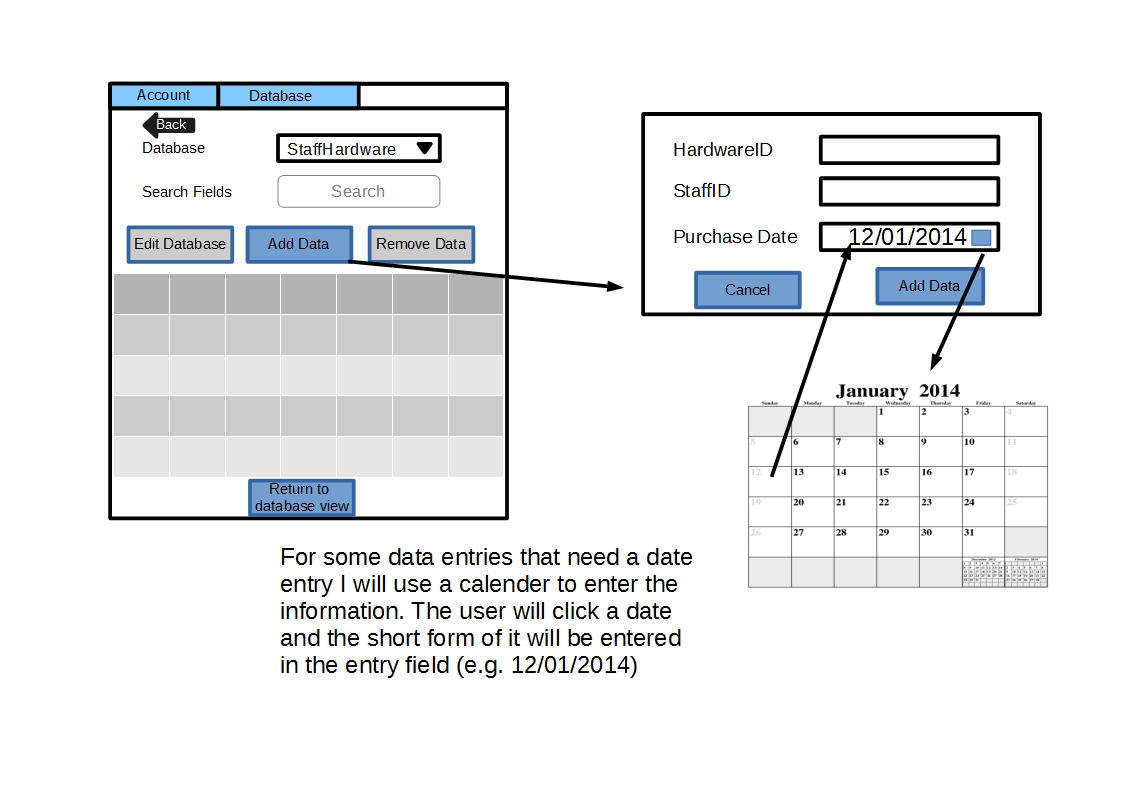 Account Database
Back
Database StaffHardware
Search Fields Search
Edit Database Add Data Remove Data
Return to
database view
HardwareID
StaffID
Purchase Date 12/01/2014
Cancel Add Data
January 2014
Sunday Monday Tuesday Wednesday Thursday Friday Saturday
1 2 3 4
5 6 7 8 9 10 11
12 13 14 15 16 17 18
19 20 21 22 23 24 25
26 27 28 29 30 31
For some data entries that need a date
entry I will use a calender to enter the
information. The user will click a date
and the short form of it will be entered
in the entry field (e.g. 12/01/2014)